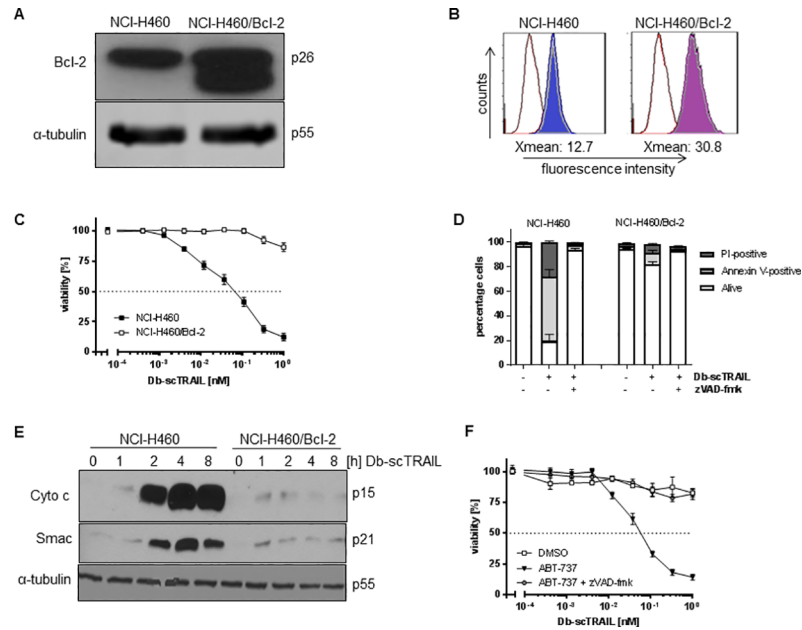 A
NCI-H460
NCI-H460/Bcl-2
Bcl-2
p26
α-tubulin
p55
B
NCI-H460
NCI-H460/Bcl-2
counts
Xmean: 12.7
Xmean: 30.8
fluorescence intensity
C
viability [%]
125
100
75
50
25
0
NCI-H460
NCI-H460/Bcl-2
10⁻⁴ 10⁻³ 10⁻² 10⁻¹ 10⁰
Db-scTRAIL [nM]
D
NCI-H460
NCI-H460/Bcl-2
percentage cells
100
80
60
40
20
0
PI-positive
Annexin V-positive
Alive
- + + - + + Db-scTRAIL
+ + zVAD-fmk
E
NCI-H460
NCI-H460/Bcl-2
0 1 2 4 8 0 1 2 4 8 [h] Db-scTRAIL
Cyto c
p15
Smac
p21
α-tubulin
p55
F
viability [%]
125
100
75
50
25
0
DMSO
ABT-737
ABT-737 + zVAD-fmk
10⁻⁴ 10⁻³ 10⁻² 10⁻¹ 10⁰
Db-scTRAIL [nM]